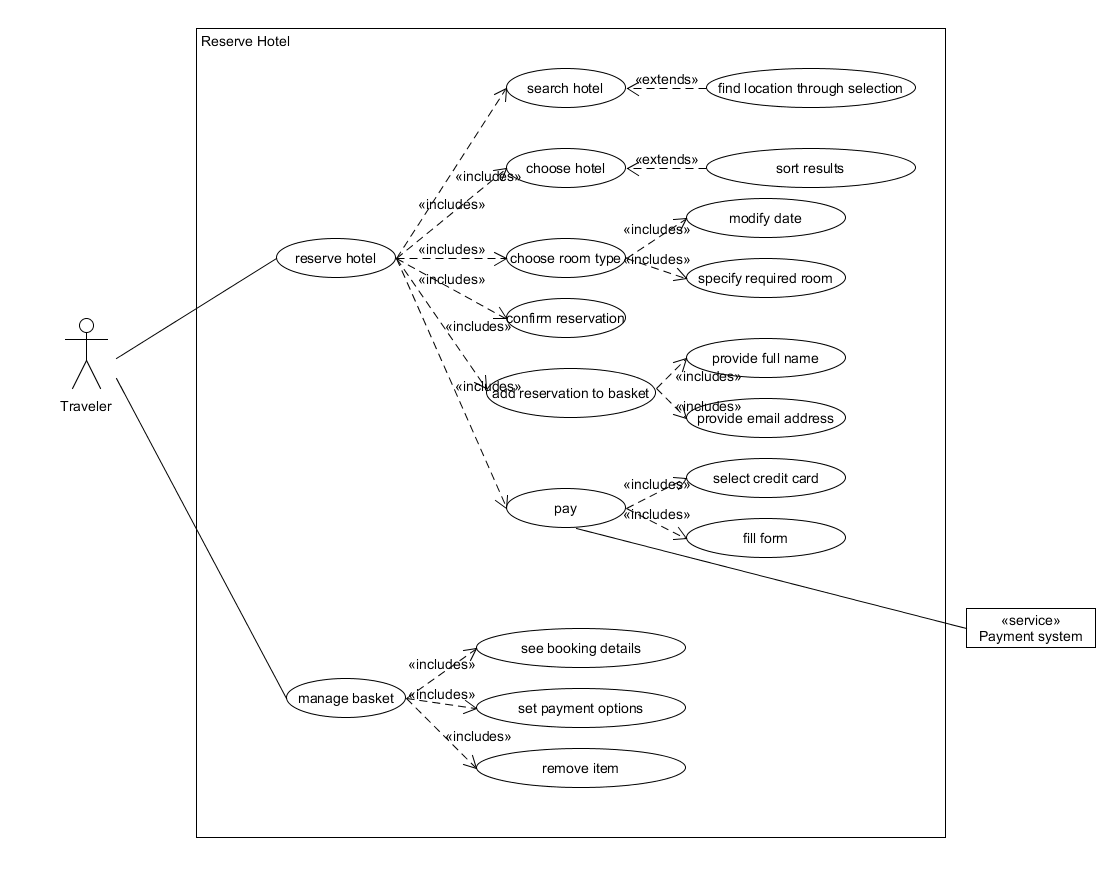 Reserve Hotel
search hotel
«extends»
find location through selection
«includes»
choose hotel
«extends»
sort results
«includes»
modify date
«includes»
reserve hotel
«includes»
choose room type
«includes»
specify required room
«includes»
confirm reservation
«includes»
provide full name
«includes»
«includes»
add reservation to basket
«includes»
provide email address
Traveler
select credit card
«includes»
pay
«includes»
fill form
«service»
Payment system
see booking details
«includes»
manage basket
«includes»
set payment options
«includes»
remove item